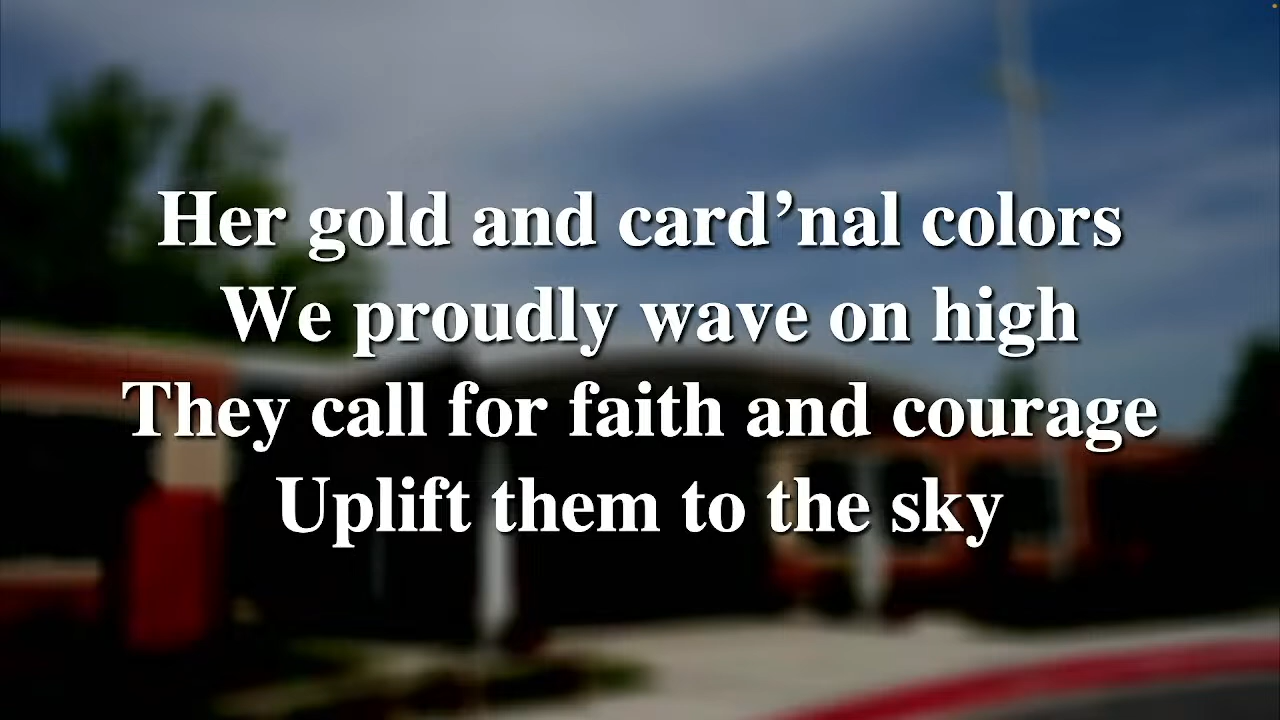 Her gold and card’nal colors
We proudly wave on high
They call for faith and courage
Uplift them to the sky